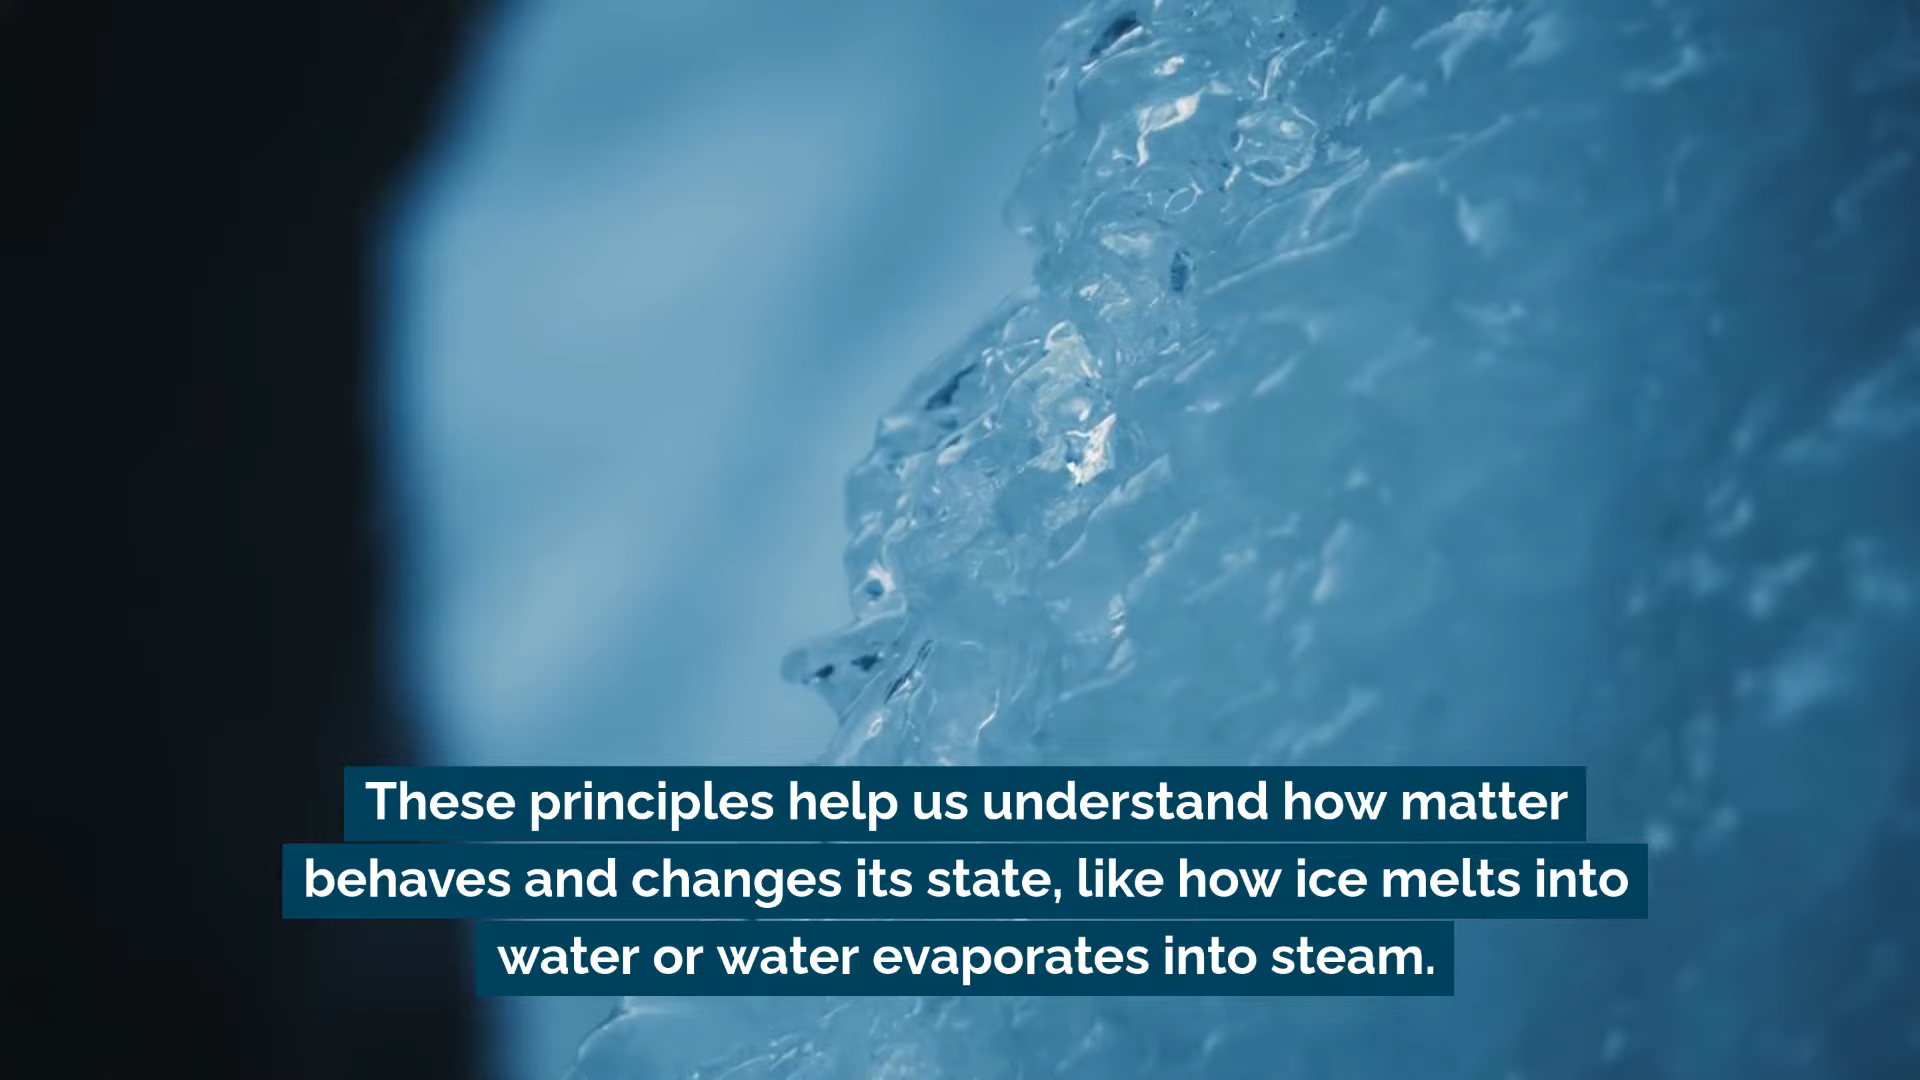 These principles help us understand how matter
behaves and changes its state, like how ice melts into
water or water evaporates into steam.